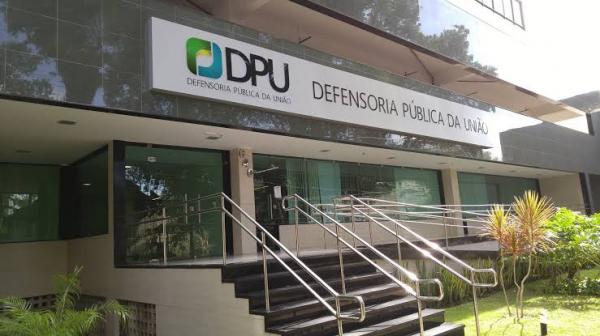 DPU
DEFENSORIA PÚBLICA DA UNIÃO
DEFENSORIA PÚBLICA DA UNIÃO